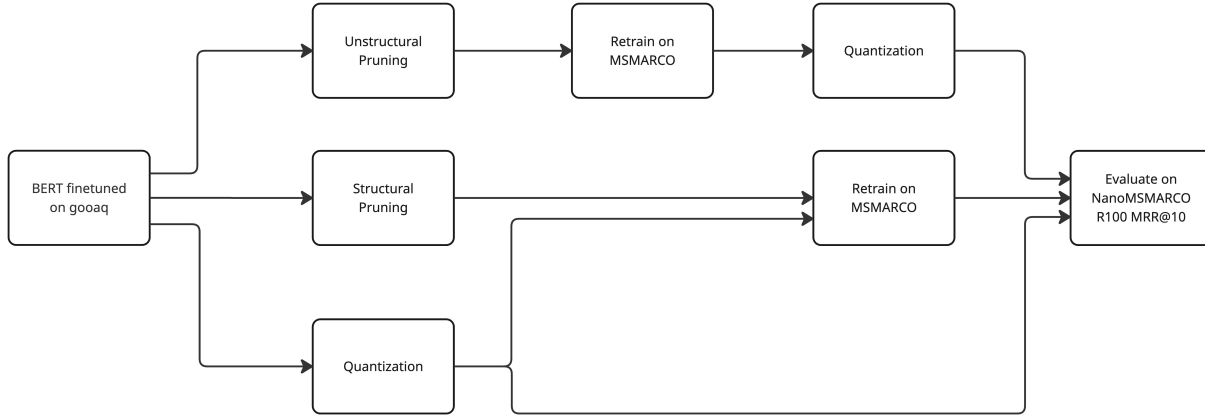 Unstructural
Pruning
Retrain on
MSMARCO
Quantization
BERT finetuned
on gooaq
Structural
Pruning
Retrain on
MSMARCO
Evaluate on
NanoMSMARCO
R100 MRR@10
Quantization